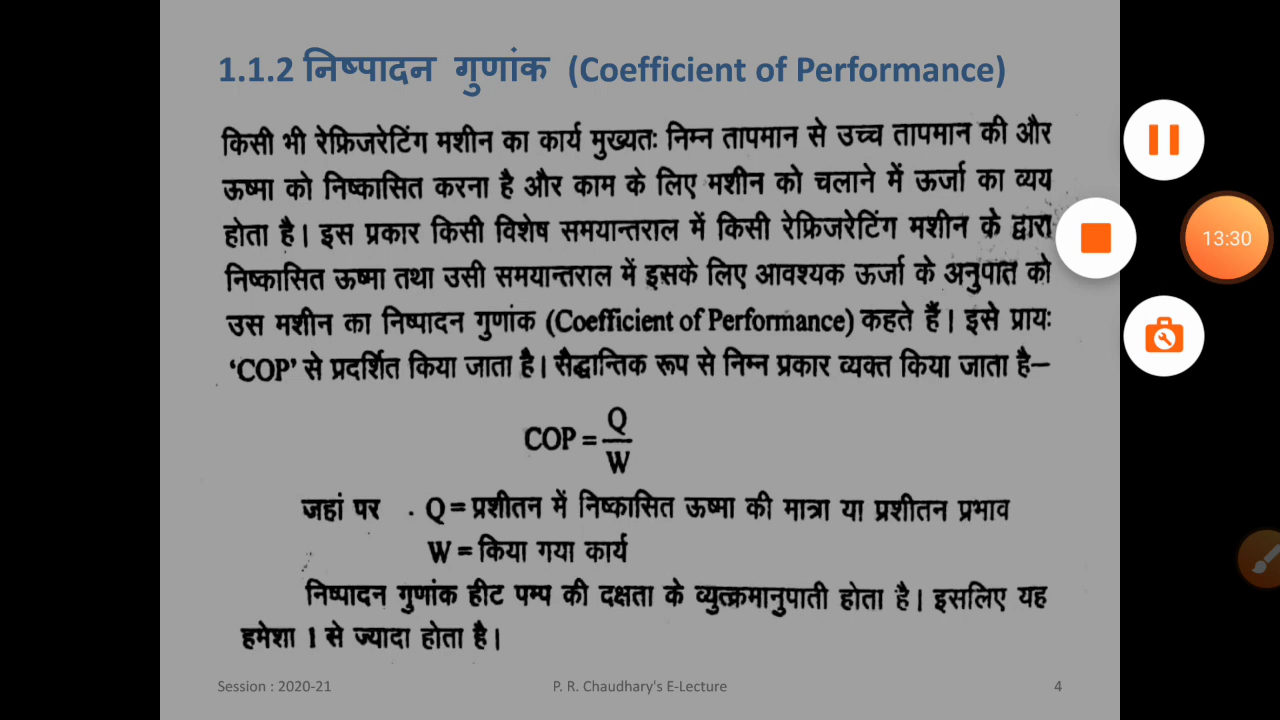 1.1.2 निष्पादन गुणांक (Coefficient of Performance)
किसी भी रेफ्रिजरेटिंग मशीन का कार्य मुख्यतः निम्न तापमान से उच्च तापमान की और
ऊष्मा को निष्कासित करना है और काम के लिए मशीन को चलाने में ऊर्जा का व्यय
होता है। इस प्रकार किसी विशेष समयान्तराल में किसी रेफ्रिजरेटिंग मशीन के द्वारा
निष्कासित ऊष्मा तथा उसी समयान्तराल में इसके लिए आवश्यक ऊर्जा के अनुपात को
उस मशीन का निष्पादन गुणांक (Coefficient of Performance) कहते हैं। इसे प्रायः
‘COP’ से प्रदर्शित किया जाता है। सैद्धान्तिक रूप से निम्न प्रकार व्यक्त किया जाता है–
COP = Q/W
जहां पर . Q = प्रशीतन में निष्कासित ऊष्मा की मात्रा या प्रशीतन प्रभाव
W = किया गया कार्य
निष्पादन गुणांक हीट पम्प की दक्षता के व्युत्क्रमानुपाती होता है। इसलिए यह
हमेशा 1 से ज्यादा होता है।
Session : 2020-21 P. R. Chaudhary's E-Lecture 4
13:30